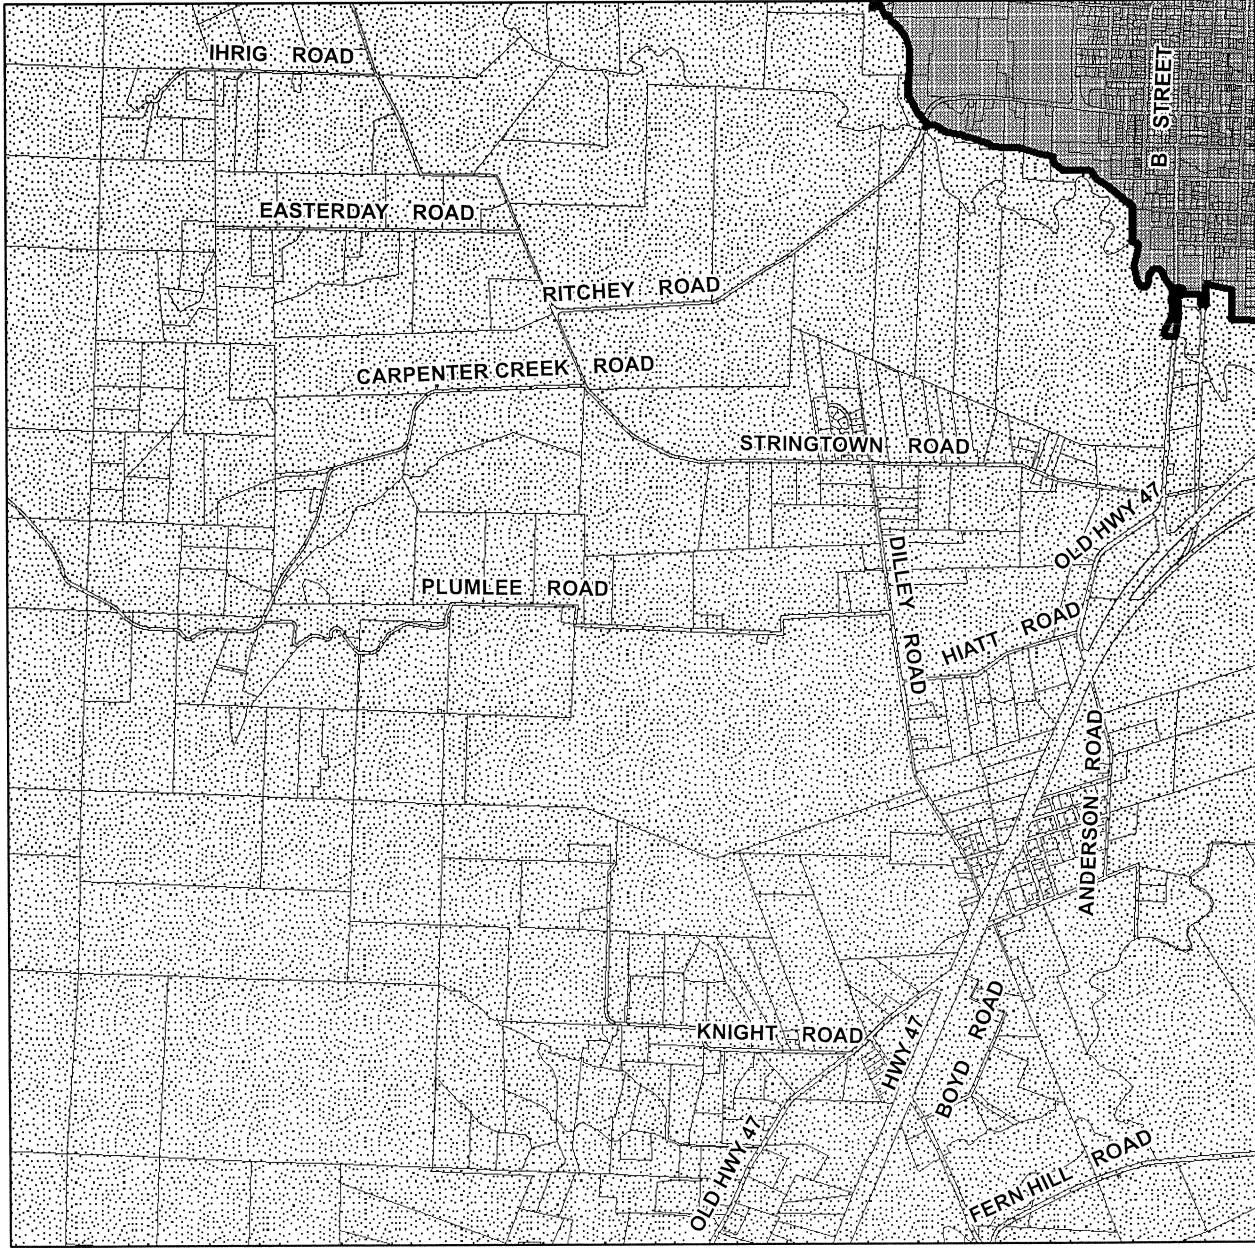 IHRIG ROAD
B STREET
EASTERDAY ROAD
RITCHEY ROAD
CARPENTER CREEK ROAD
STRINGTOWN ROAD
OLD HWY 47
DILLEY ROAD
PLUMLEE ROAD
HIATT ROAD
ANDERSON ROAD
KNIGHT ROAD
HWY 47
BOYD ROAD
OLD HWY 47
FERN HILL ROAD